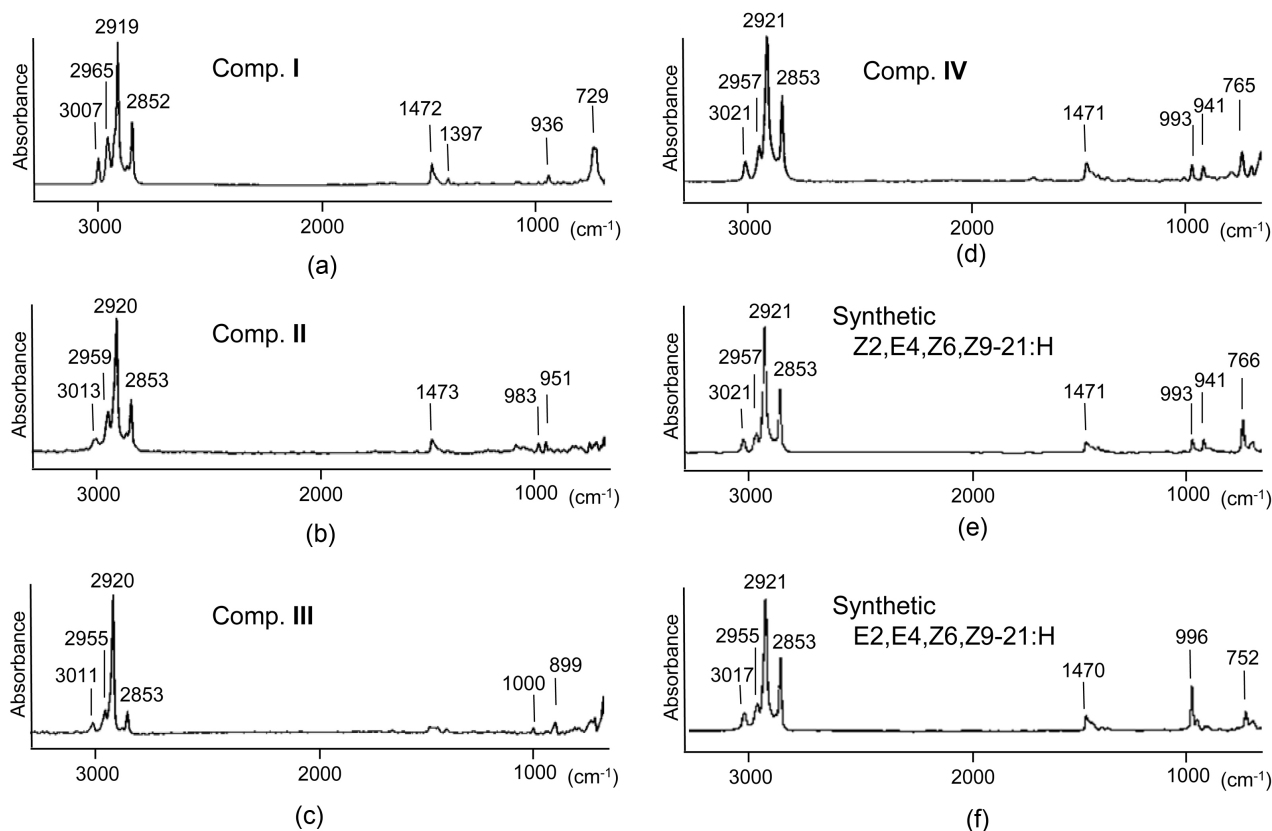 2919
Comp. I
2965
2852
3007
1472
1397
936
729
Absorbance
3000
2000
1000
(cm-1)
(a)
2920
Comp. II
2959
2853
3013
1473
983
951
Absorbance
3000
2000
1000
(cm-1)
(b)
2920
Comp. III
2955
3011
2853
1000
899
Absorbance
3000
2000
1000
(cm-1)
(c)
2921
Comp. IV
2957
2853
3021
1471
993
941
765
Absorbance
3000
2000
1000
(cm-1)
(d)
2921
Synthetic
Z2,E4,Z6,Z9-21:H
2957
2853
3021
1471
993
941
766
Absorbance
3000
2000
1000
(cm-1)
(e)
2921
Synthetic
E2,E4,Z6,Z9-21:H
2955
2853
3017
1470
996
752
Absorbance
3000
2000
1000
(cm-1)
(f)